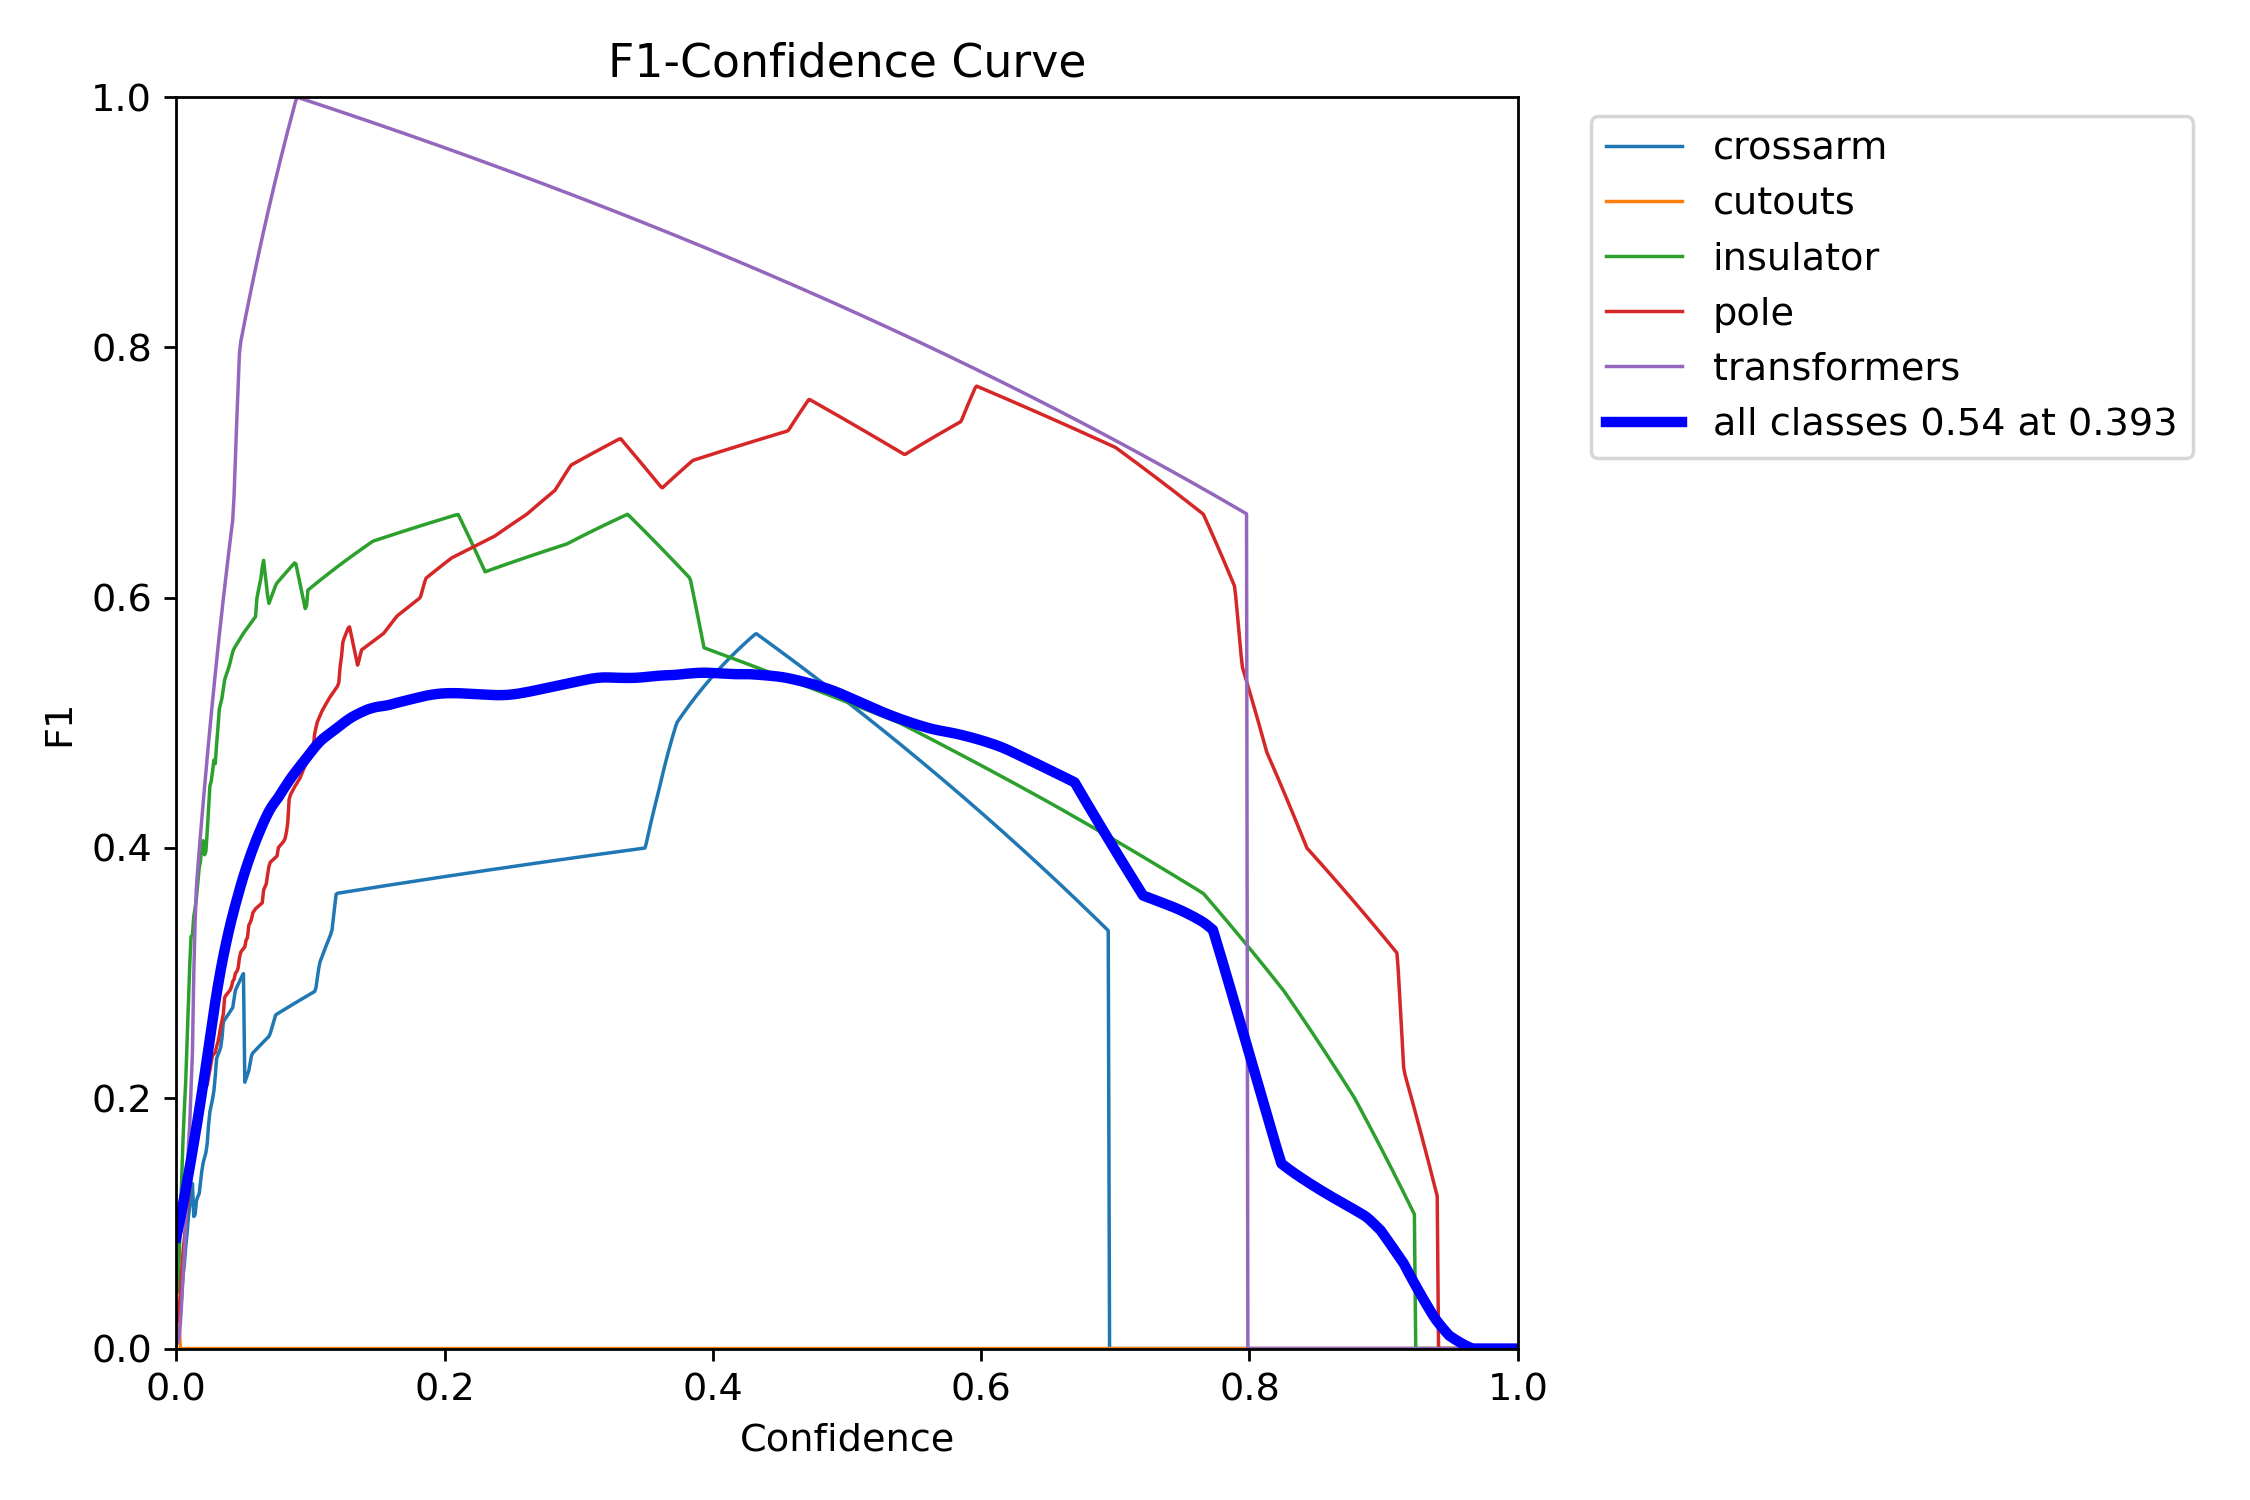 F1-Confidence Curve
1.0
0.8
0.6
0.4
0.2
0.0
F1
0.0 0.2 0.4 0.6 0.8 1.0
Confidence
crossarm
cutouts
insulator
pole
transformers
all classes 0.54 at 0.393